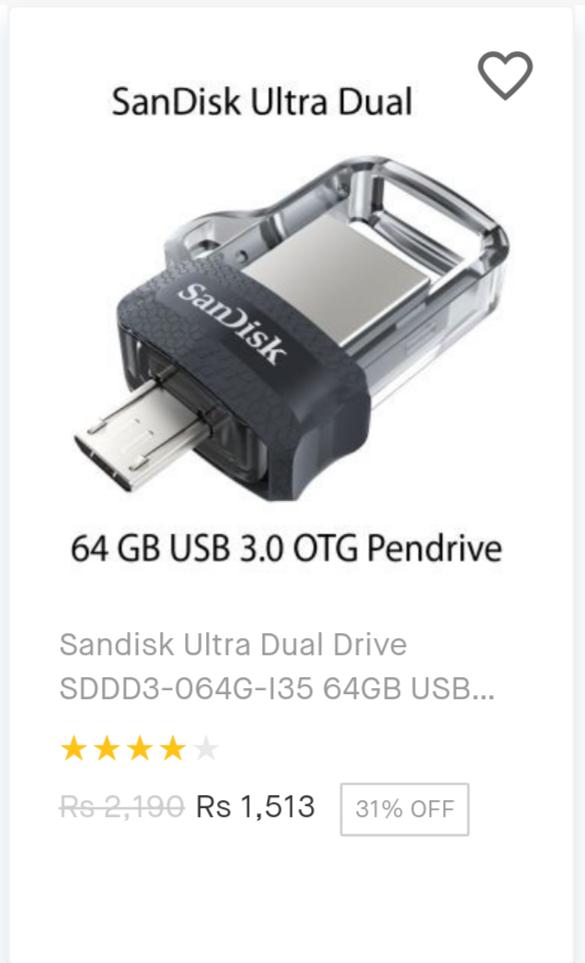 SanDisk Ultra Dual
SanDisk
64 GB USB 3.0 OTG Pendrive
Sandisk Ultra Dual Drive
SDDD3-064G-I35 64GB USB...
Rs 2,190 Rs 1,513 31% OFF